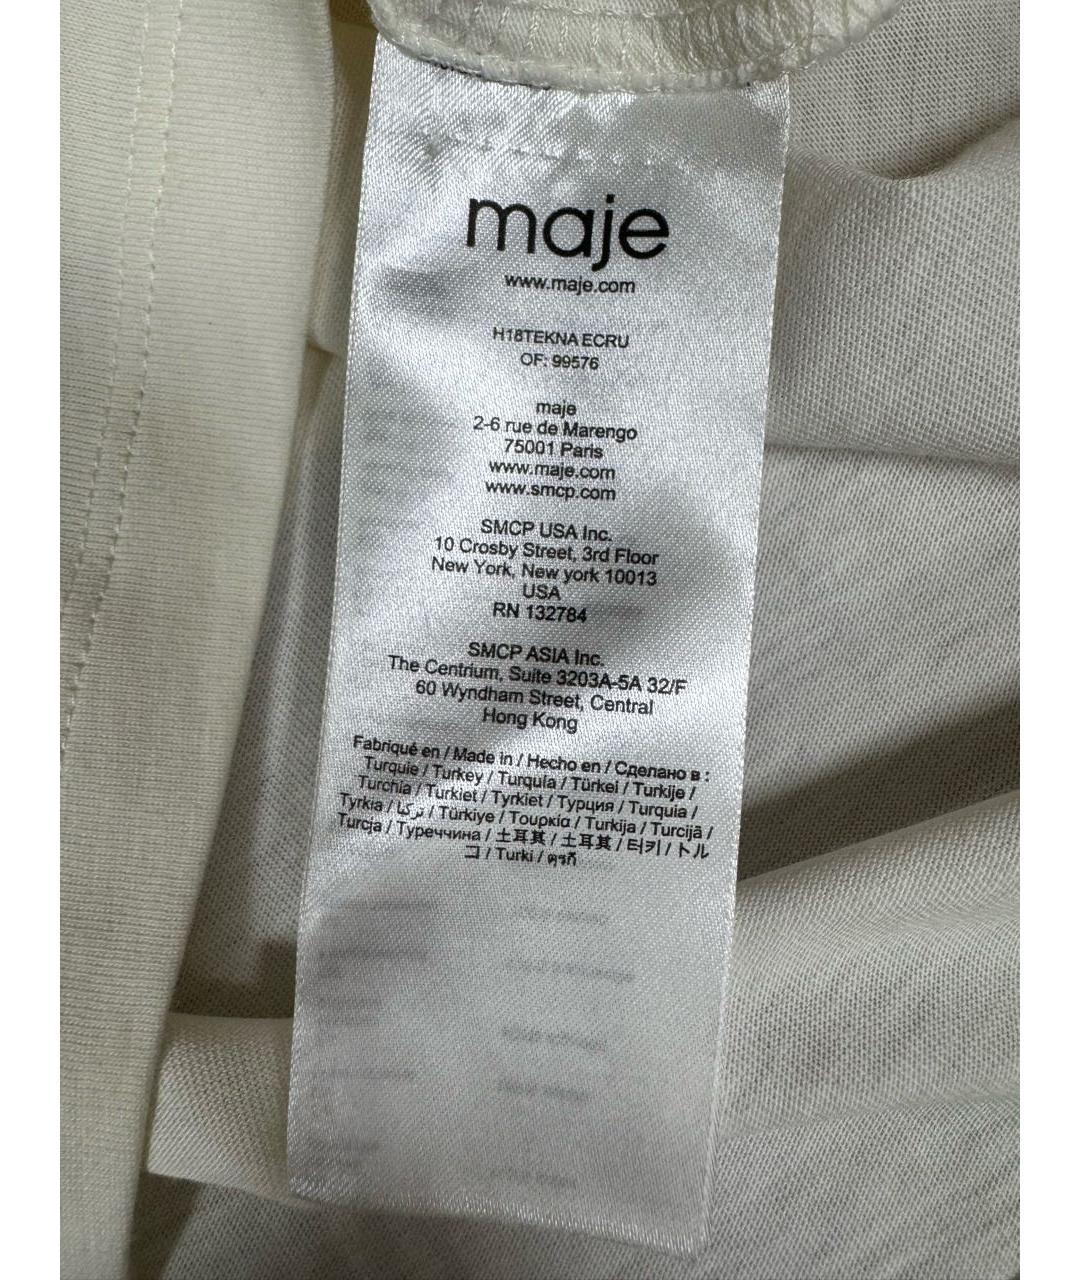 maje
www.maje.com
H18TEKNA ECRU
OF: 99576
maje
2-6 rue de Marengo
75001 Paris
www.maje.com
www.smcp.com
SMCP USA Inc.
10 Crosby Street, 3rd Floor
New York, New york 10013
USA
RN 132784
SMCP ASIA Inc.
The Centrium, Suite 3203A-5A 32/F
60 Wyndham Street, Central
Hong Kong
Fabriqué en / Made in / Hecho en / Сделано в :
Turquie / Turkey / Turquía / Türkei / Turkije /
Turchia / Turkiet / Tyrkiet / Турция / Turquia /
Tyrkia / تركيا / Türkiye / Τουρκία / Turkija / Turcijā /
Turcja / Туреччина / 土耳其 / 土耳其 / 터키 / トル
コ / Turki / ตุรกี